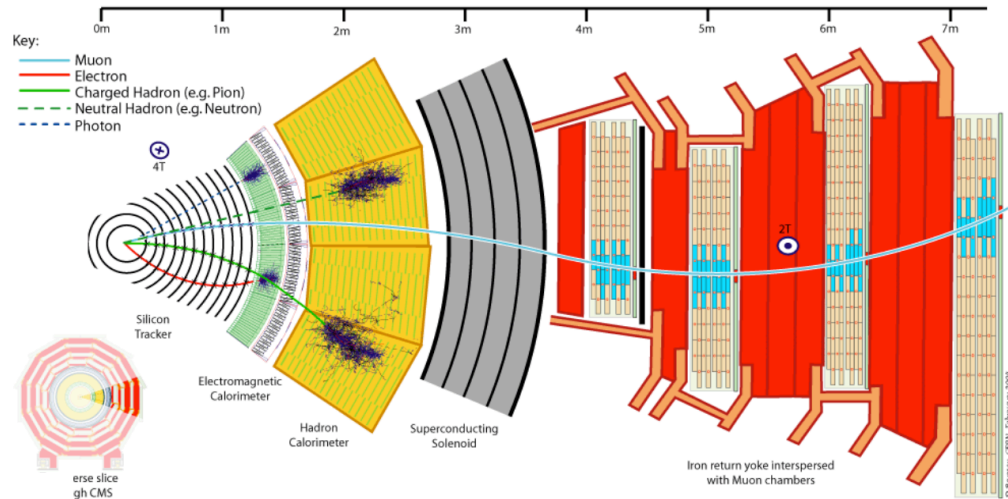 0m 1m 2m 3m 4m 5m 6m 7m
Key:
Muon
Electron
Charged Hadron (e.g. Pion)
Neutral Hadron (e.g. Neutron)
Photon
4T
2T
Silicon
Tracker
Electromagnetic
Calorimeter
Hadron
Calorimeter
Superconducting
Solenoid
Iron return yoke interspersed
with Muon chambers
erse slice
gh CMS